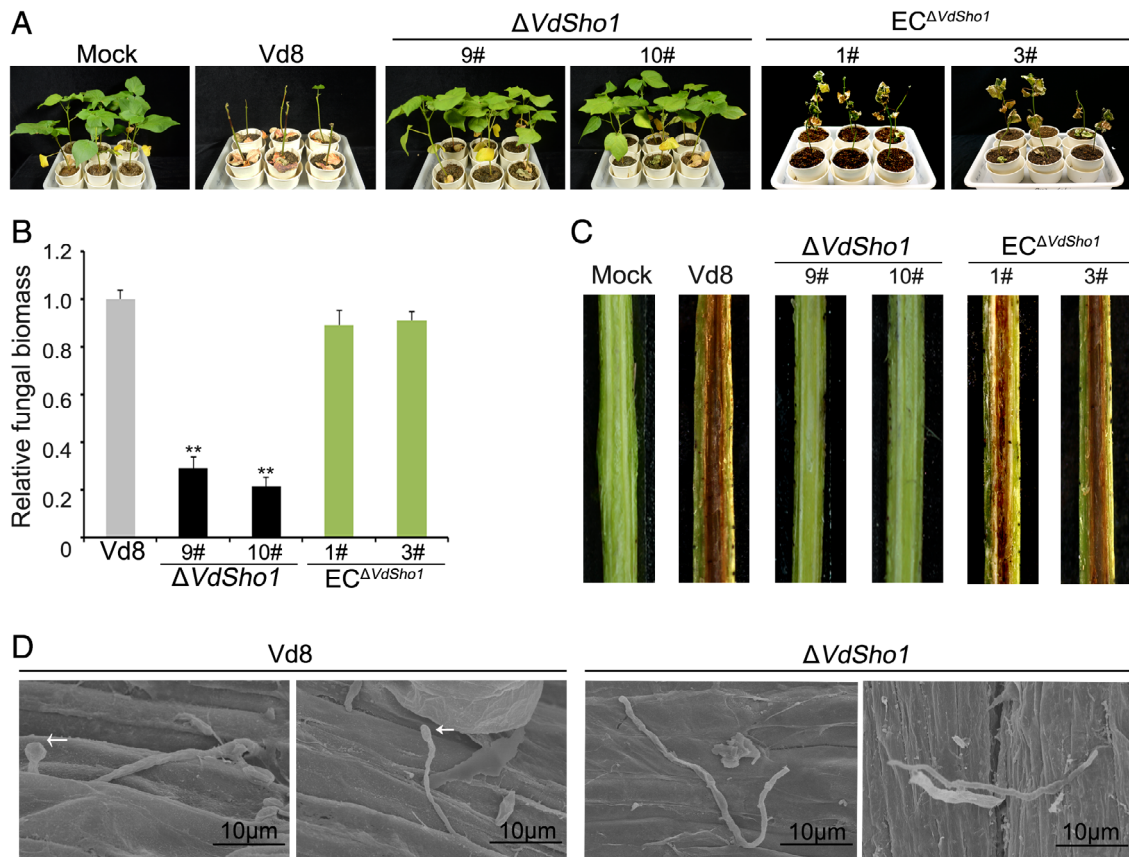 A
Mock
Vd8
ΔVdSho1
9#
10#
EC^ΔVdSho1
1#
3#
B
Relative fungal biomass
1.2
1.0
0.8
0.6
0.4
0.2
0
**
**
Vd8
9#
10#
1#
3#
ΔVdSho1
EC^ΔVdSho1
C
Mock
Vd8
ΔVdSho1
9#
10#
EC^ΔVdSho1
1#
3#
D
Vd8
ΔVdSho1
10μm
10μm
10μm
10μm